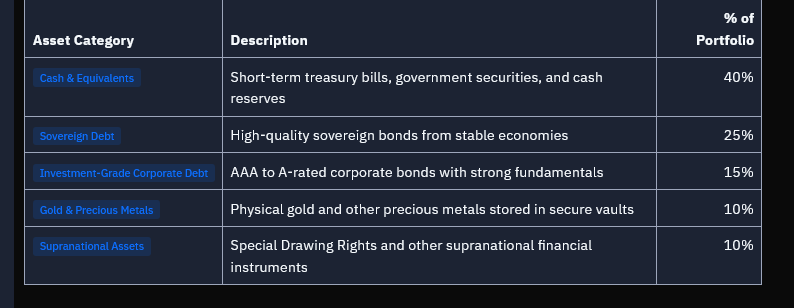 Asset Category Description % of Portfolio
Cash & Equivalents Short-term treasury bills, government securities, and cash reserves 40%
Sovereign Debt High-quality sovereign bonds from stable economies 25%
Investment-Grade Corporate Debt AAA to A-rated corporate bonds with strong fundamentals 15%
Gold & Precious Metals Physical gold and other precious metals stored in secure vaults 10%
Supranational Assets Special Drawing Rights and other supranational financial instruments 10%